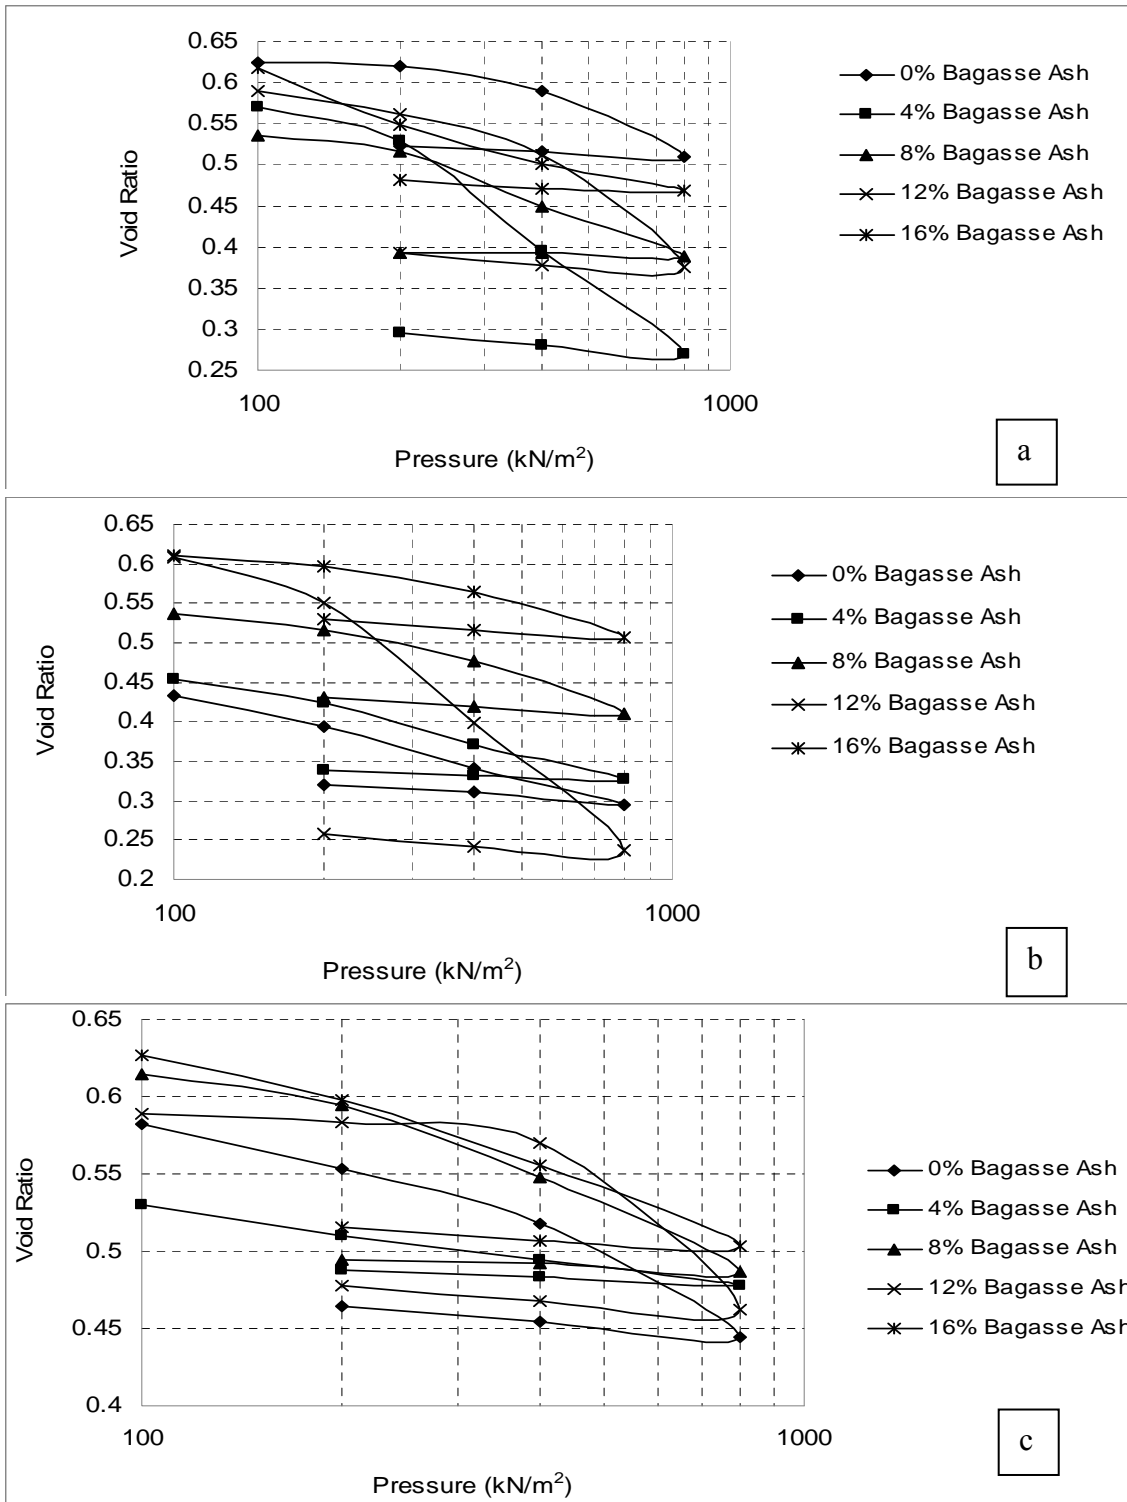 0.65
0.6
0.55
0.5
0.45
0.4
0.35
0.3
0.25
100
1000
Void Ratio
Pressure (kN/m²)
0% Bagasse Ash
4% Bagasse Ash
8% Bagasse Ash
12% Bagasse Ash
16% Bagasse Ash
a
0.65
0.6
0.55
0.5
0.45
0.4
0.35
0.3
0.25
0.2
100
1000
Void Ratio
Pressure (kN/m²)
0% Bagasse Ash
4% Bagasse Ash
8% Bagasse Ash
12% Bagasse Ash
16% Bagasse Ash
b
0.65
0.6
0.55
0.5
0.45
0.4
100
1000
Void Ratio
Pressure (kN/m²)
0% Bagasse Ash
4% Bagasse Ash
8% Bagasse Ash
12% Bagasse Ash
16% Bagasse Ash
c